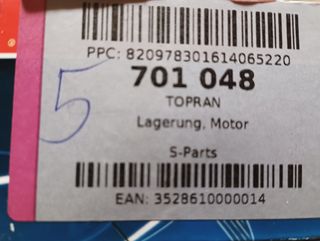 PPC: 820978301614065220
701 048
TOPRAN
Lagerung, Motor
5
S-Parts
EAN: 3528610000014